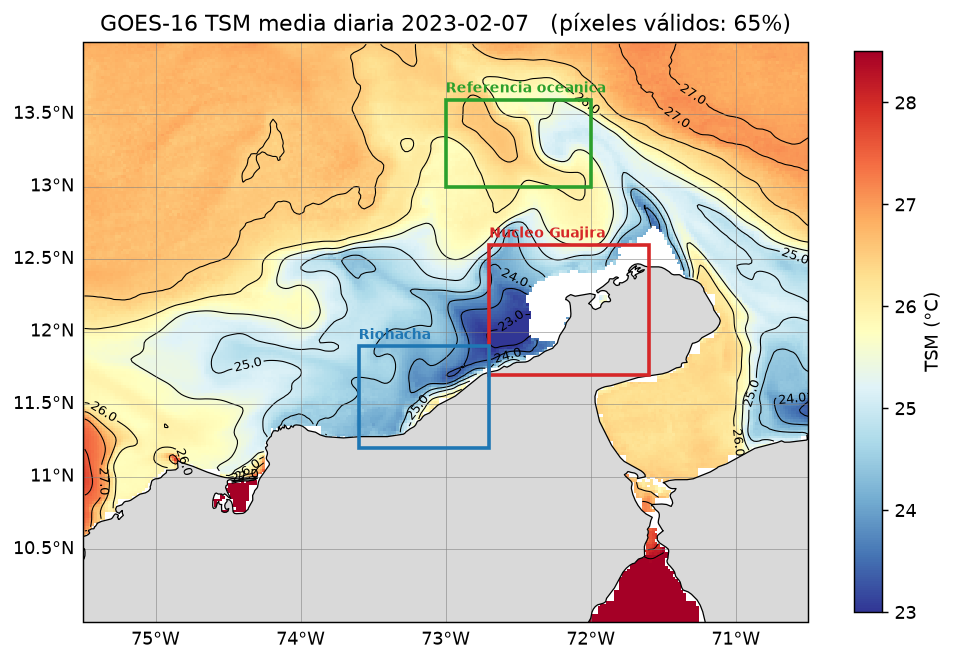 GOES-16 TSM media diaria 2023-02-07 (píxeles válidos: 65%)
Referencia oceanica
26.0
27.0
27.0
13.5°N
13°N
Nucleo Guajira
12.5°N
24.0
25.0
12°N
23.0
Riohacha
24.0
25.0
11.5°N
26.0
25.0
25.0
24.0
26.0
11°N
26.0
26.0
27.0
10.5°N
75°W
74°W
73°W
72°W
71°W
28
27
26
25
24
23
TSM (°C)